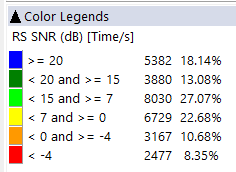 Color Legends
RS SNR (dB) [Time/s]
>= 20 5382 18.14%
< 20 and >= 15 3880 13.08%
< 15 and >= 7 8030 27.07%
< 7 and >= 0 6729 22.68%
< 0 and >= -4 3167 10.68%
< -4 2477 8.35%